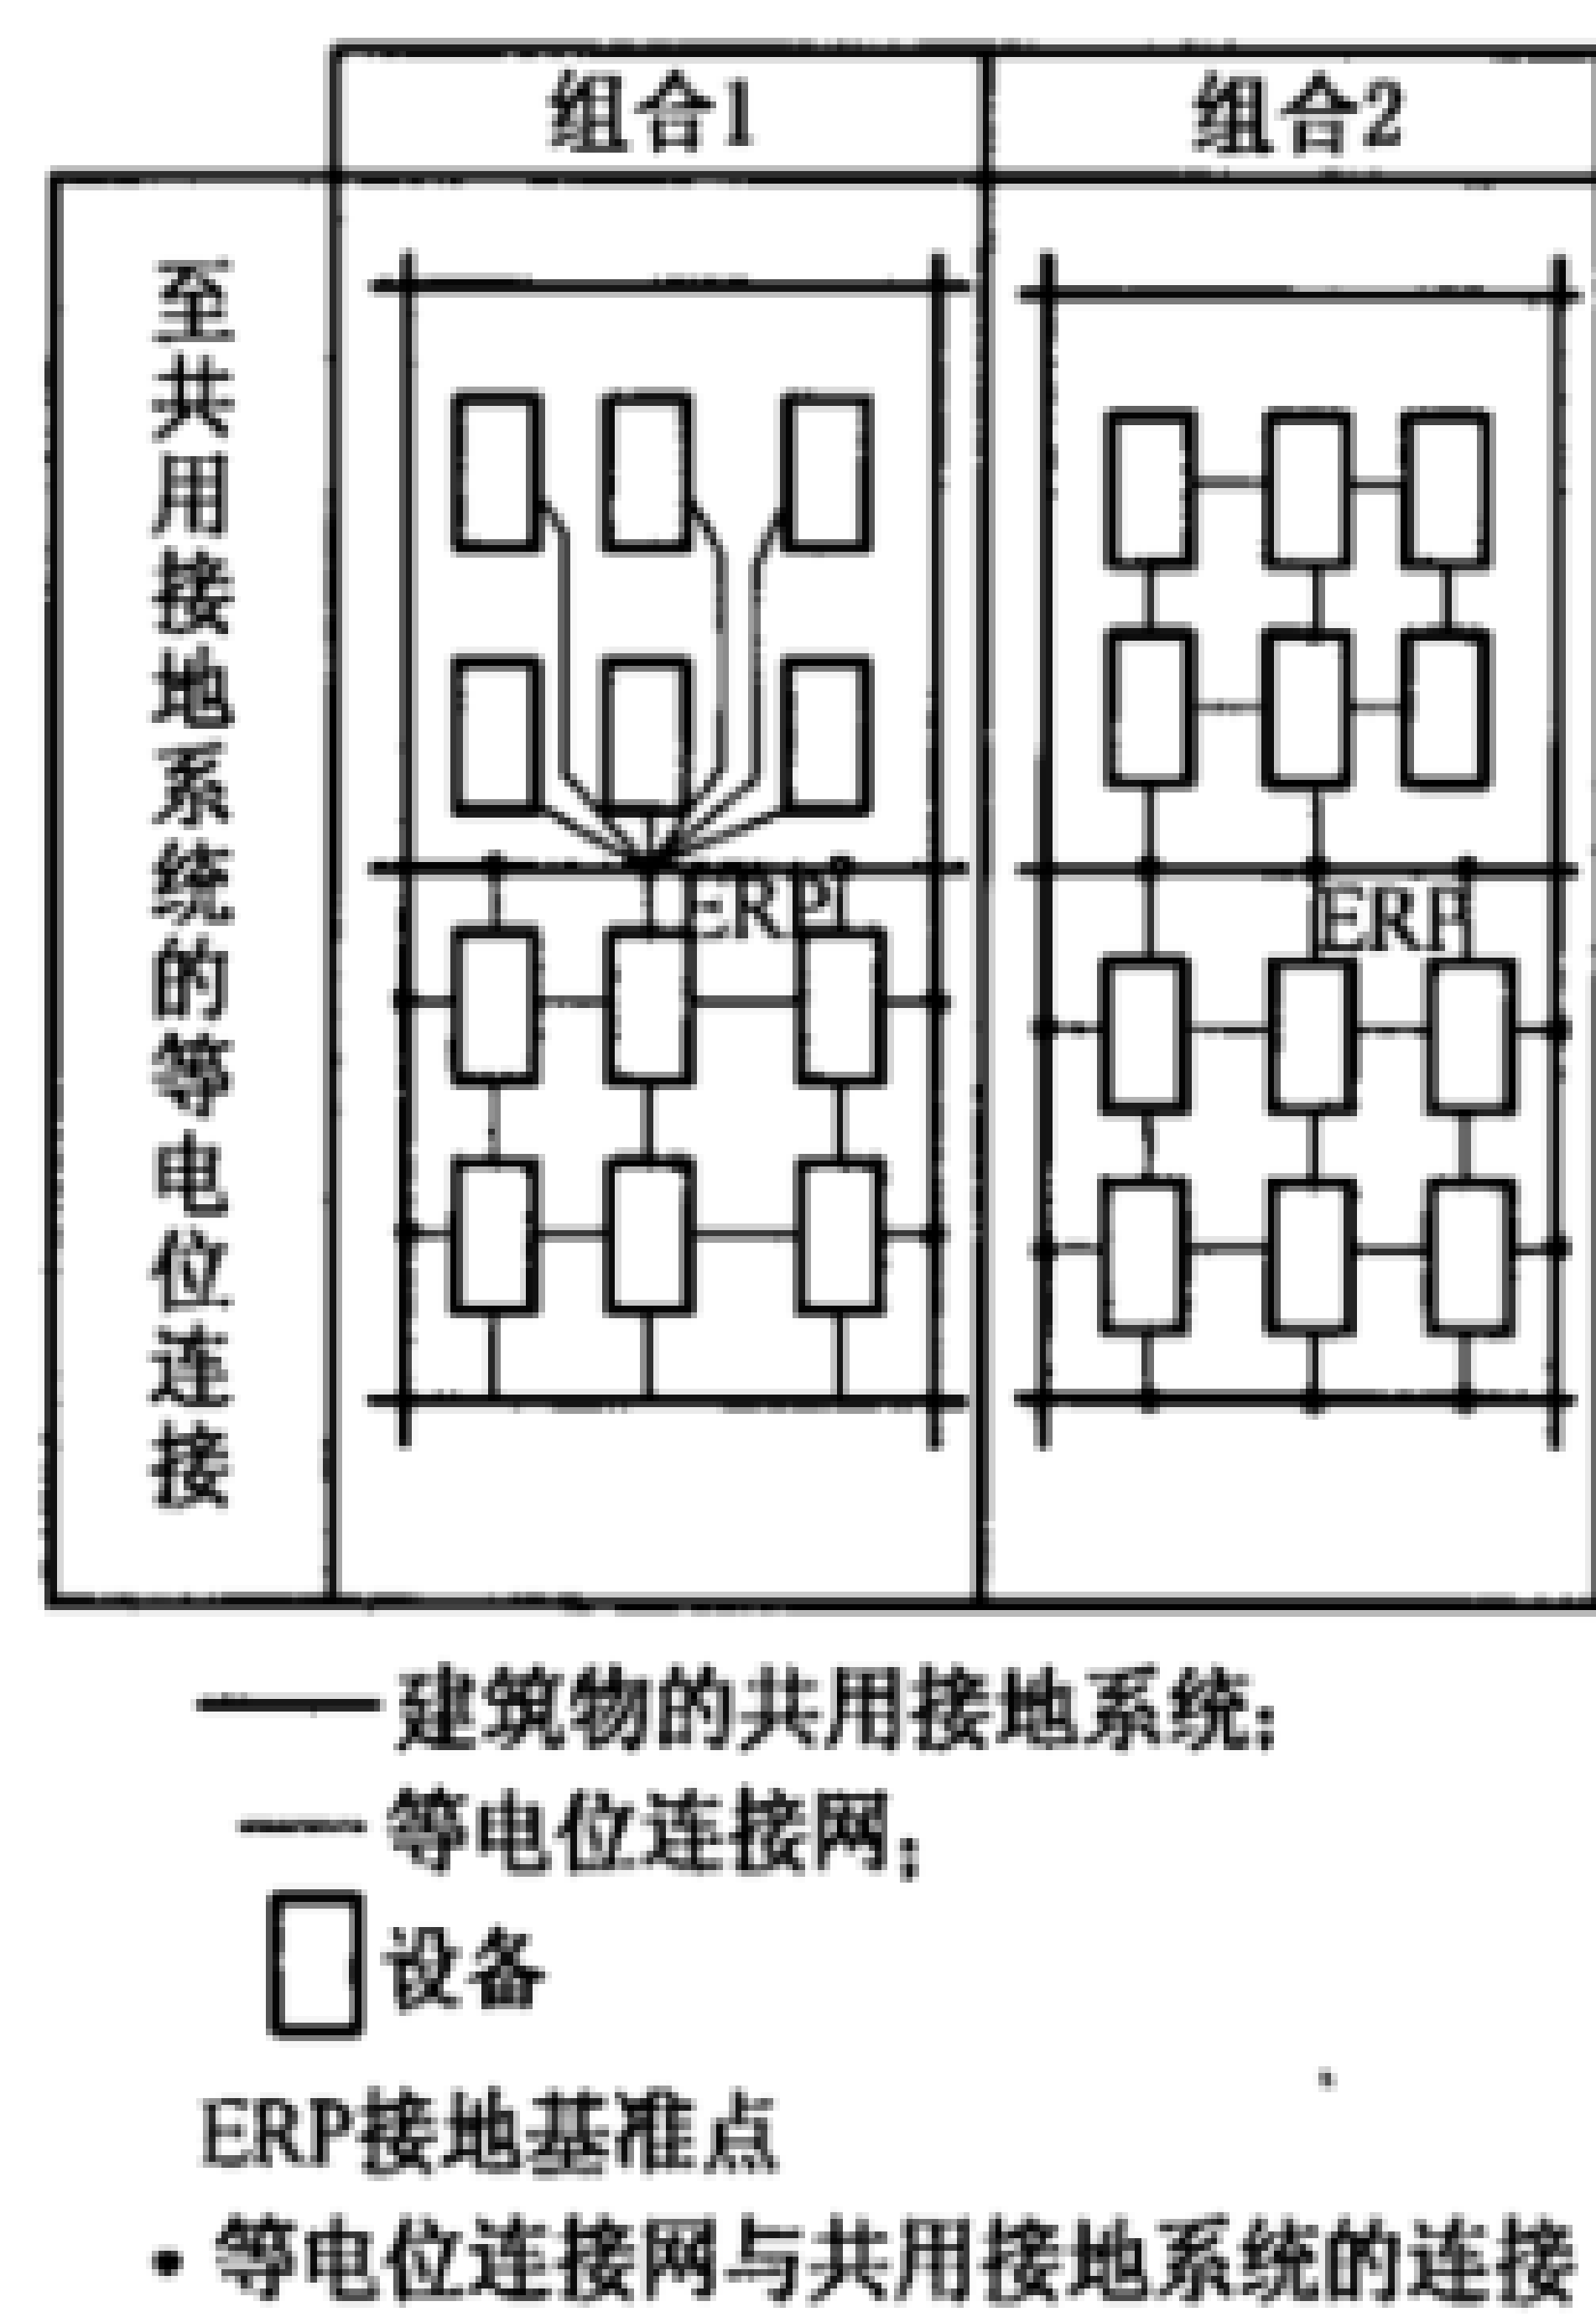 组合1
组合2
至共用接地系统的等电位连接
ERP
ERP
建筑物的共用接地系统;
等电位连接网;
设备
ERP接地基准点
• 等电位连接网与共用接地系统的连接